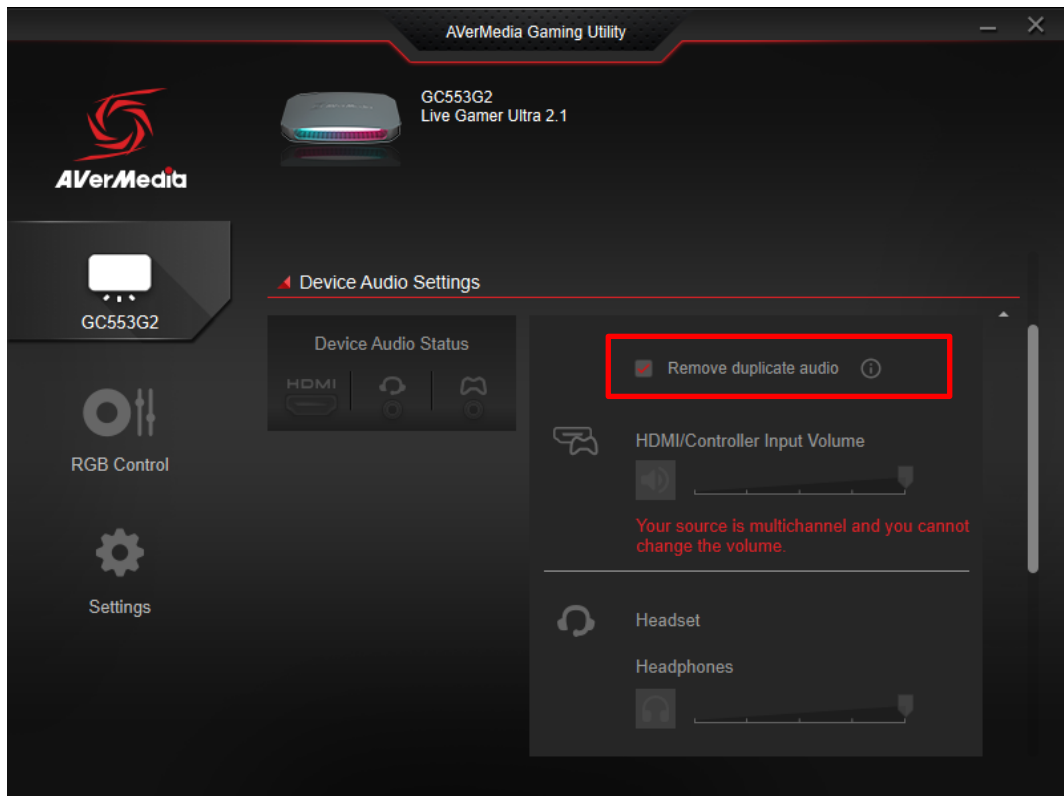 AVerMedia Gaming Utility
GC553G2
Live Gamer Ultra 2.1
AVerMedia
GC553G2
RGB Control
Settings
Device Audio Settings
Device Audio Status
HDMI
Remove duplicate audio
HDMI/Controller Input Volume
Your source is multichannel and you cannot
change the volume.
Headset
Headphones